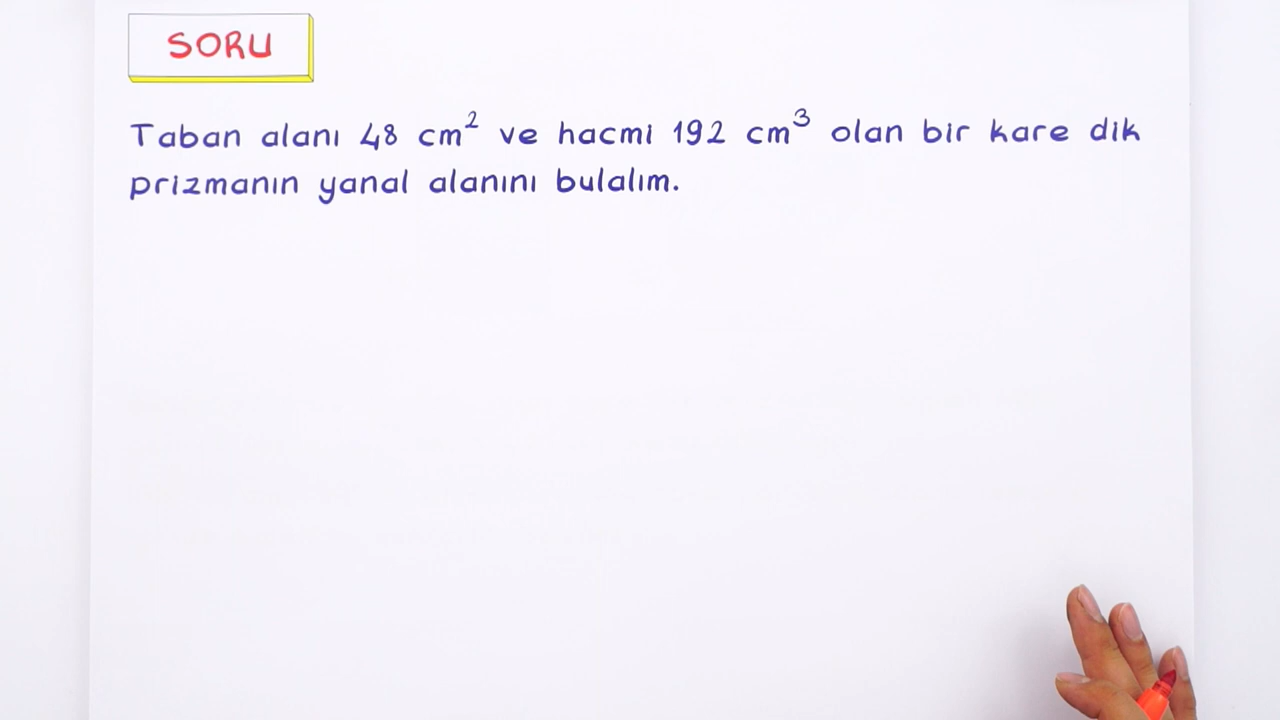 SORU
Taban alanı 48 cm² ve hacmi 192 cm³ olan bir kare dik
prizmanın yanal alanını bulalım.